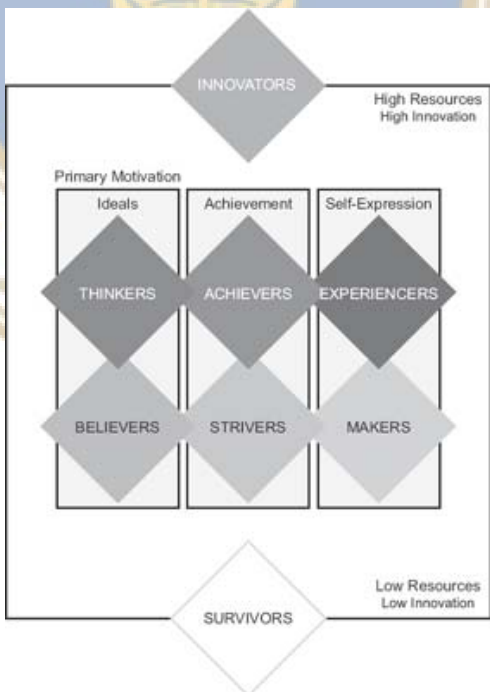 INNOVATORS
High Resources
High Innovation
Primary Motivation
Ideals Achievement Self-Expression
THINKERS ACHIEVERS EXPERIENCERS
BELIEVERS STRIVERS MAKERS
Low Resources
Low Innovation
SURVIVORS